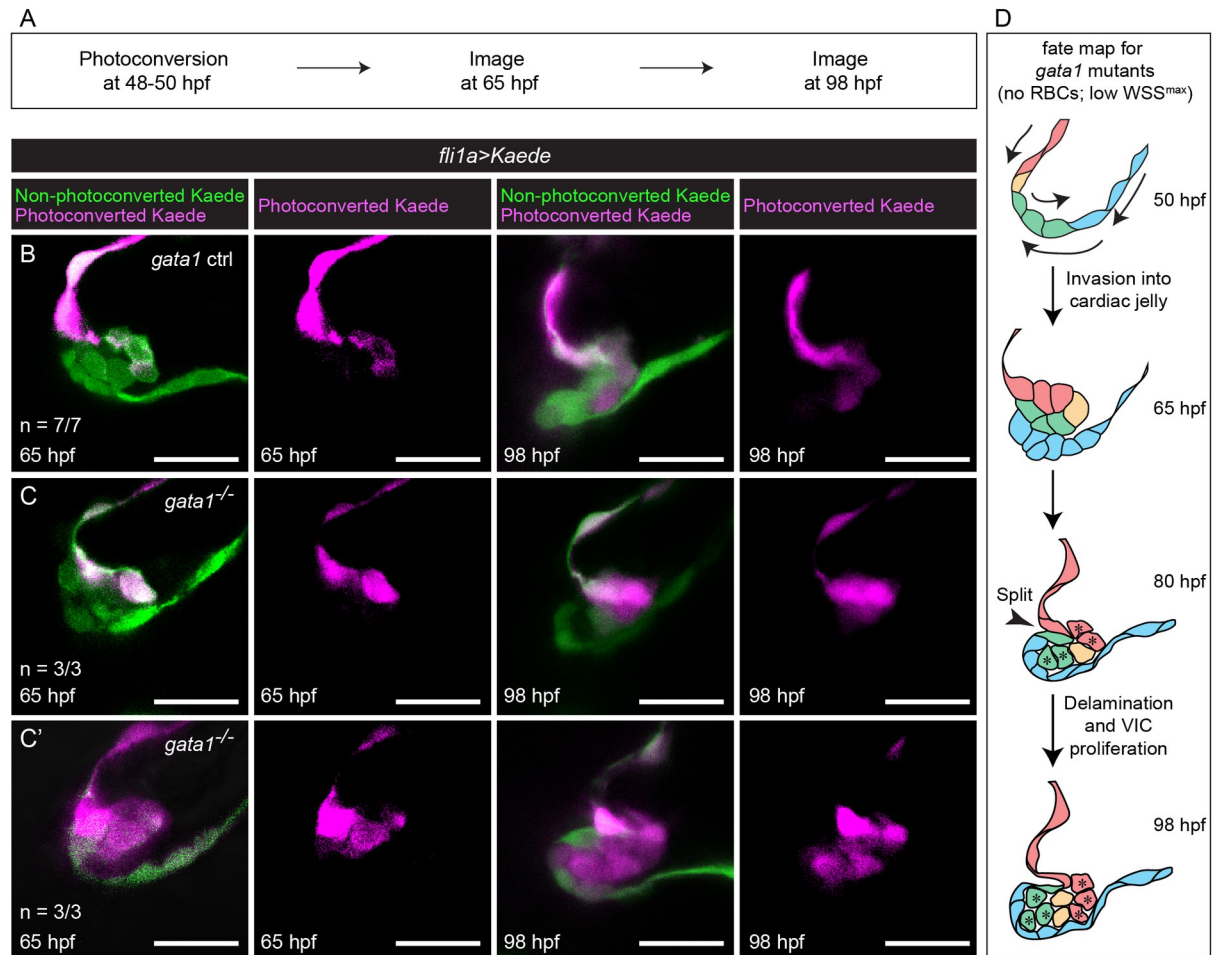 A
Photoconversion
at 48-50 hpf
Image
at 65 hpf
Image
at 98 hpf
fli1a>Kaede
Non-photoconverted Kaede
Photoconverted Kaede
Photoconverted Kaede
Non-photoconverted Kaede
Photoconverted Kaede
Photoconverted Kaede
B
gata1 ctrl
n = 7/7
65 hpf
65 hpf
98 hpf
98 hpf
C
gata1-/-
n = 3/3
65 hpf
65 hpf
98 hpf
98 hpf
C'
gata1-/-
n = 3/3
65 hpf
65 hpf
98 hpf
98 hpf
D
fate map for
gata1 mutants
(no RBCs; low WSSmax)
50 hpf
Invasion into
cardiac jelly
65 hpf
80 hpf
Split
* * * *
Delamination
and VIC
proliferation
98 hpf
* * * * * *